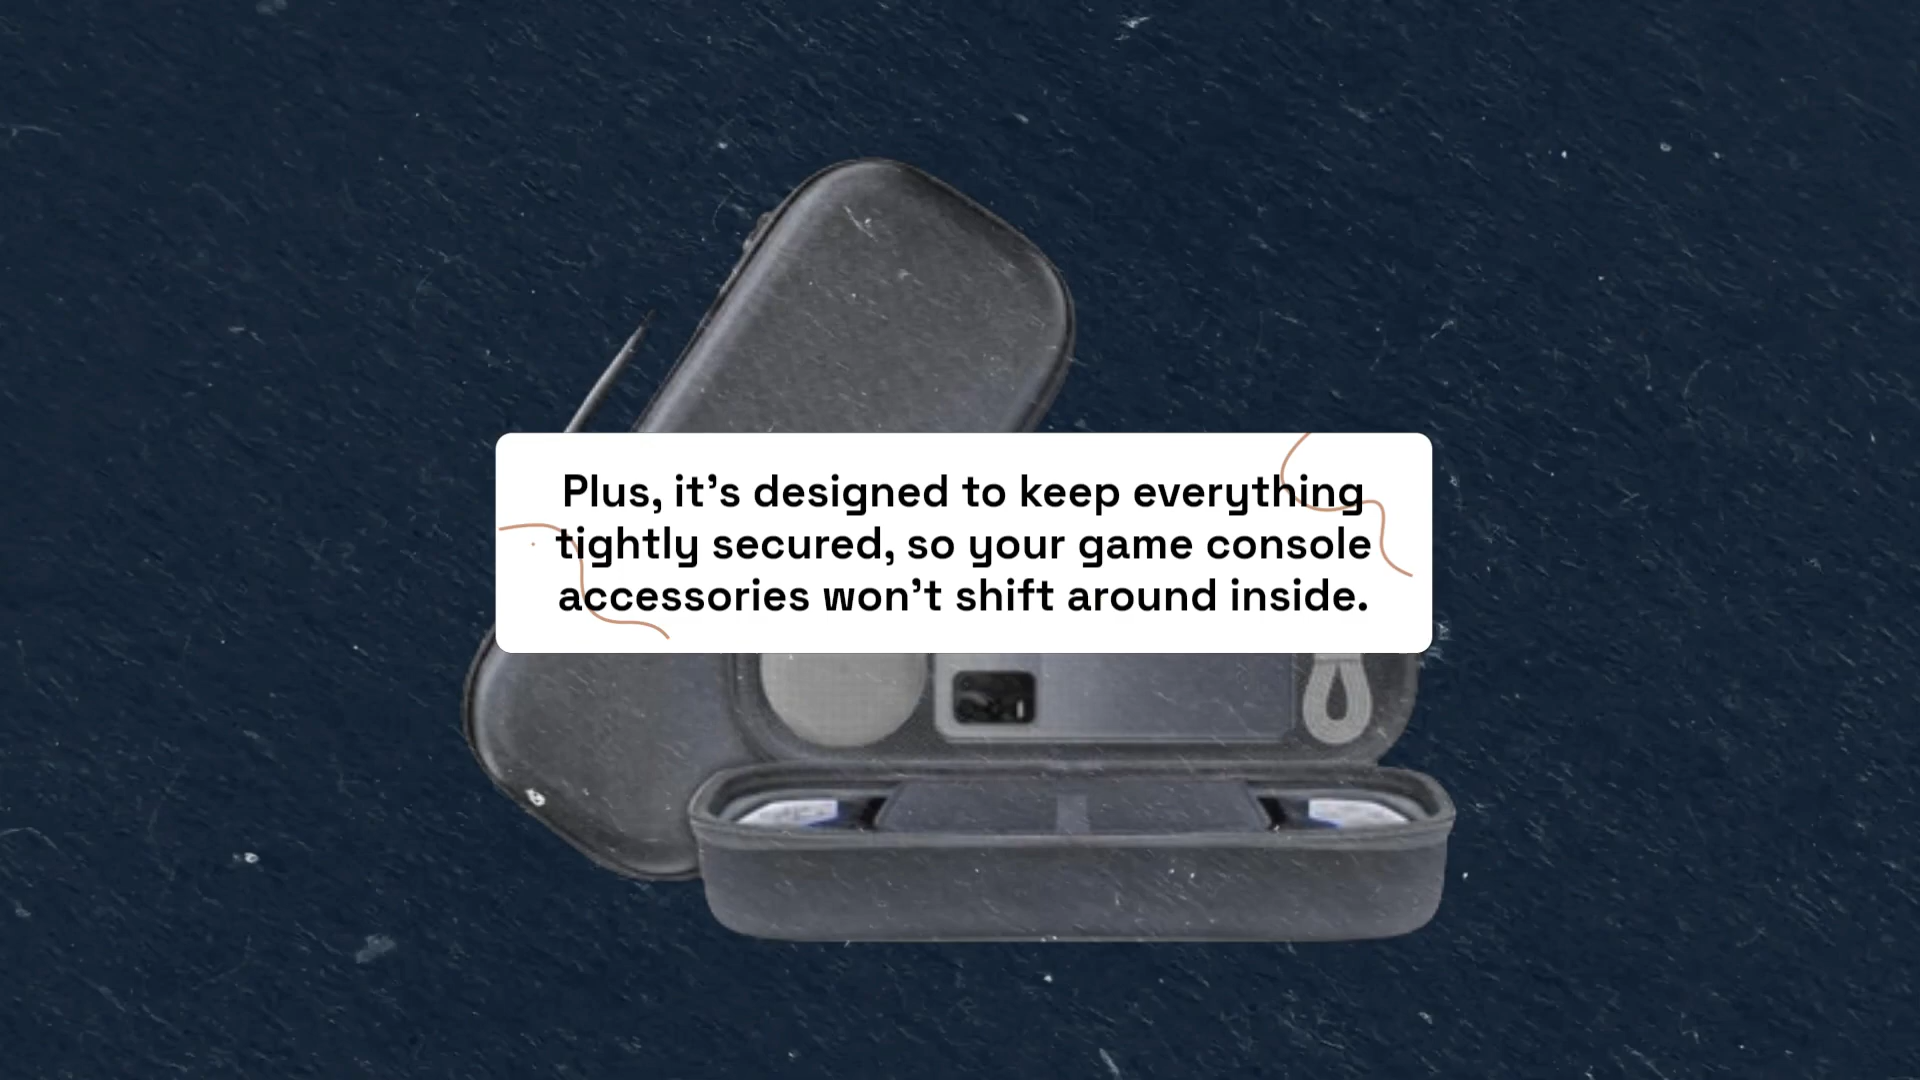 Plus, it’s designed to keep everything
tightly secured, so your game console
accessories won’t shift around inside.